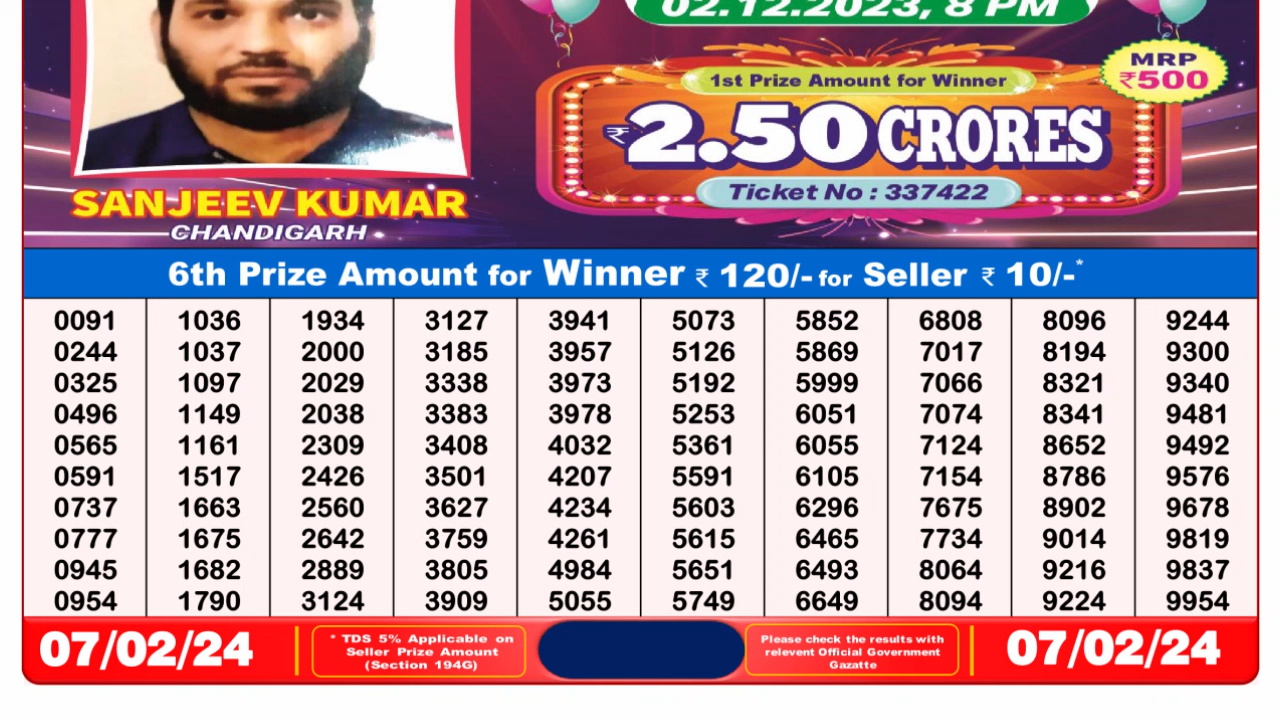 02.12.2023, 8 PM
MRP
₹500
1st Prize Amount for Winner
₹2.50 CRORES
Ticket No : 337422
SANJEEV KUMAR
CHANDIGARH
6th Prize Amount for Winner ₹ 120/- for Seller ₹ 10/-*
0091 1036 1934 3127 3941 5073 5852 6808 8096 9244
0244 1037 2000 3185 3957 5126 5869 7017 8194 9300
0325 1097 2029 3338 3973 5192 5999 7066 8321 9340
0496 1149 2038 3383 3978 5253 6051 7074 8341 9481
0565 1161 2309 3408 4032 5361 6055 7124 8652 9492
0591 1517 2426 3501 4207 5591 6105 7154 8786 9576
0737 1663 2560 3627 4234 5603 6296 7675 8902 9678
0777 1675 2642 3759 4261 5615 6465 7734 9014 9819
0945 1682 2889 3805 4984 5651 6493 8064 9216 9837
0954 1790 3124 3909 5055 5749 6649 8094 9224 9954
07/02/24
* TDS 5% Applicable on
Seller Prize Amount
(Section 194G)
Please check the results with
relevent Official Government
Gazatte
07/02/24